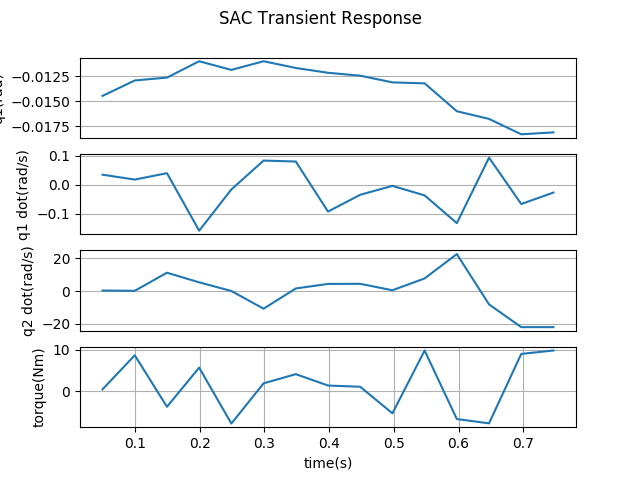 SAC Transient Response
−0.0125
−0.0150
−0.0175
q1(rad)
0.1
0.0
−0.1
q1 dot(rad/s)
20
0
−20
q2 dot(rad/s)
10
0
torque(Nm)
0.1 0.2 0.3 0.4 0.5 0.6 0.7
time(s)